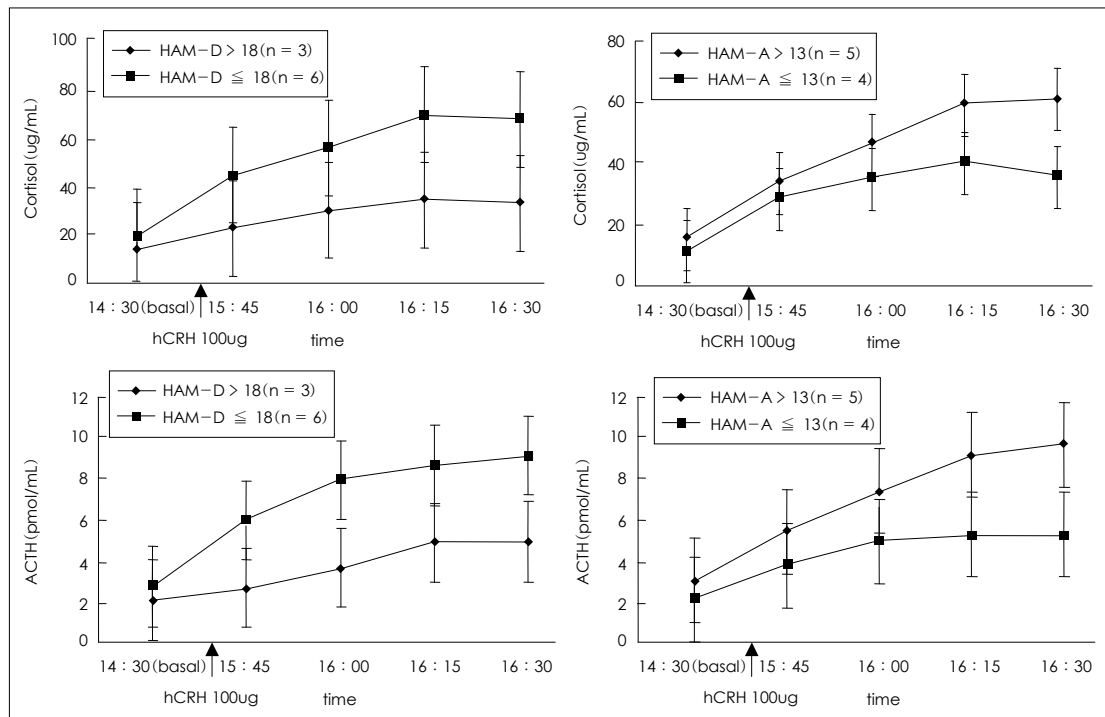 HAM-D > 18(n = 3)
HAM-D ≦ 18(n = 6)
Cortisol(ug/mL)
100
80
60
40
20
0
14:30(basal) 15:45 16:00 16:15 16:30
hCRH 100ug time
HAM-A > 13(n = 5)
HAM-A ≦ 13(n = 4)
Cortisol(ug/mL)
80
60
40
20
0
14:30(basal) 15:45 16:00 16:15 16:30
hCRH 100ug time
HAM-D > 18(n = 3)
HAM-D ≦ 18(n = 6)
ACTH(pmol/mL)
12
10
8
6
4
2
0
14:30(basal) 15:45 16:00 16:15 16:30
hCRH 100ug time
HAM-A > 13(n = 5)
HAM-A ≦ 13(n = 4)
ACTH(pmol/mL)
12
10
8
6
4
2
0
14:30(basal) 15:45 16:00 16:15 16:30
hCRH 100ug time